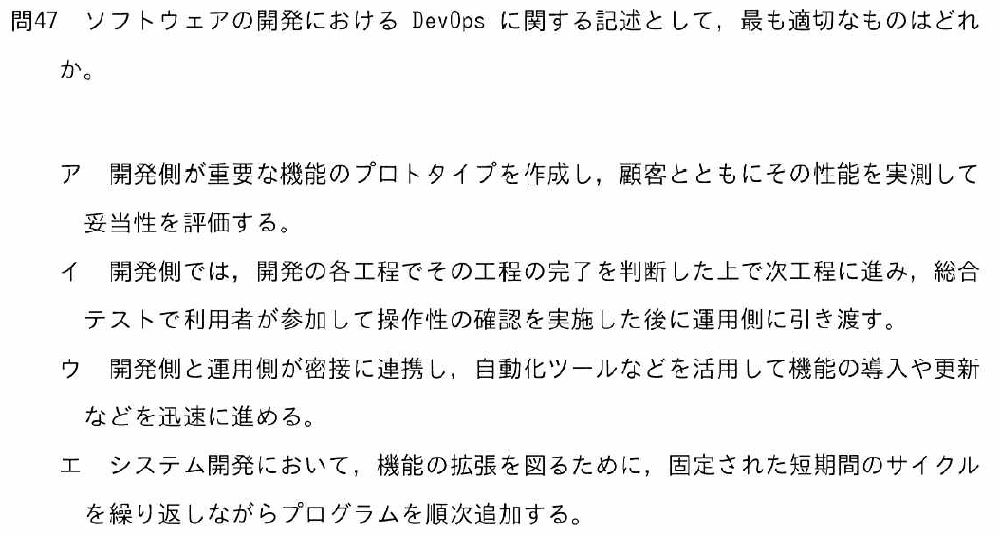 問47 ソフトウェアの開発における DevOps に関する記述として，最も適切なものはどれ
か。
ア 開発側が重要な機能のプロトタイプを作成し，顧客とともにその性能を実測して
妥当性を評価する。
イ 開発側では，開発の各工程でその工程の完了を判断した上で次工程に進み，総合
テストで利用者が参加して操作性の確認を実施した後に運用側に引き渡す。
ウ 開発側と運用側が密接に連携し，自動化ツールなどを活用して機能の導入や更新
などを迅速に進める。
エ システム開発において，機能の拡張を図るために，固定された短期間のサイクル
を繰り返しながらプログラムを順次追加する。